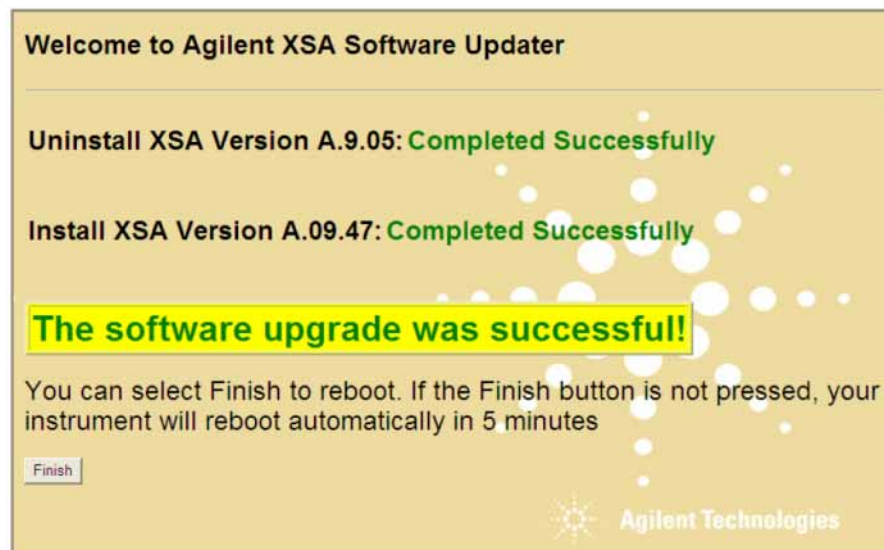 Welcome to Agilent XSA Software Updater
Uninstall XSA Version A.9.05: Completed Successfully
Install XSA Version A.09.47: Completed Successfully
The software upgrade was successful!
You can select Finish to reboot. If the Finish button is not pressed, your
instrument will reboot automatically in 5 minutes
Finish
Agilent Technologies